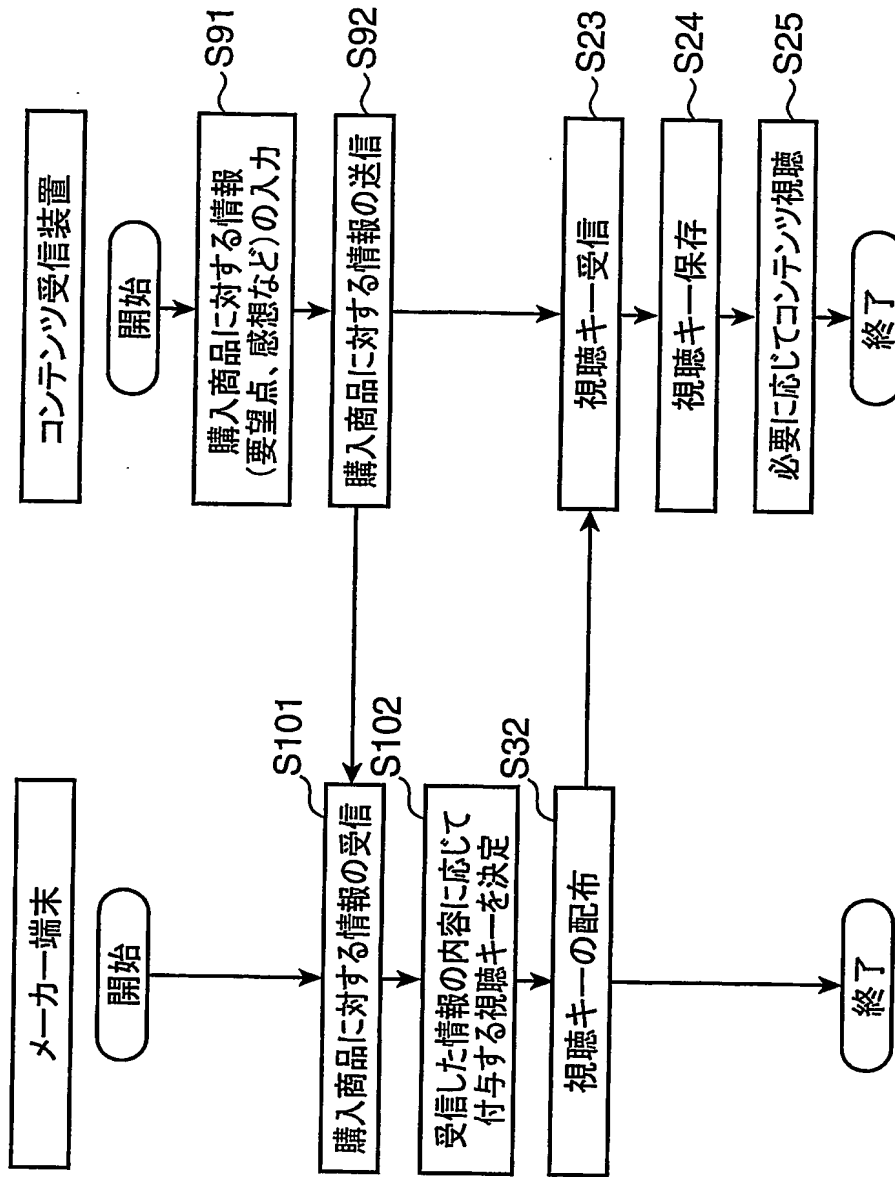 メーカー端末
開始
S101
購入商品に対する情報の受信
S102
受信した情報の内容に応じて
付与する視聴キーを決定
S32
視聴キーの配布
終了
コンテンツ受信装置
開始
S91
購入商品に対する情報
(要望点、感想など)の入力
S92
購入商品に対する情報の送信
S23
視聴キー受信
S24
視聴キー保存
S25
必要に応じてコンテンツ視聴
終了